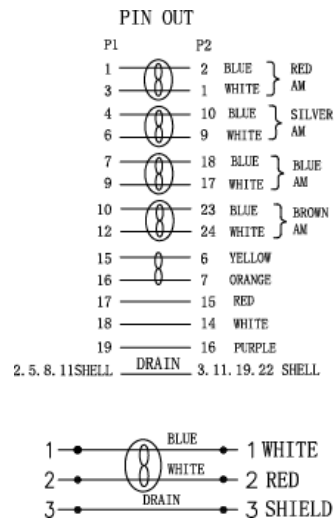 PIN OUT
P1 P2
1 2 BLUE RED
3 1 WHITE AM
4 10 BLUE SILVER
6 9 WHITE AM
7 18 BLUE BLUE
9 17 WHITE AM
10 23 BLUE BROWN
12 24 WHITE AM
15 6 YELLOW
16 7 ORANGE
17 15 RED
18 14 WHITE
19 16 PURPLE
2.5.8.11SHELL DRAIN 3.11.19.22 SHELL
1 BLUE 1 WHITE
2 WHITE 2 RED
3 DRAIN 3 SHIELD